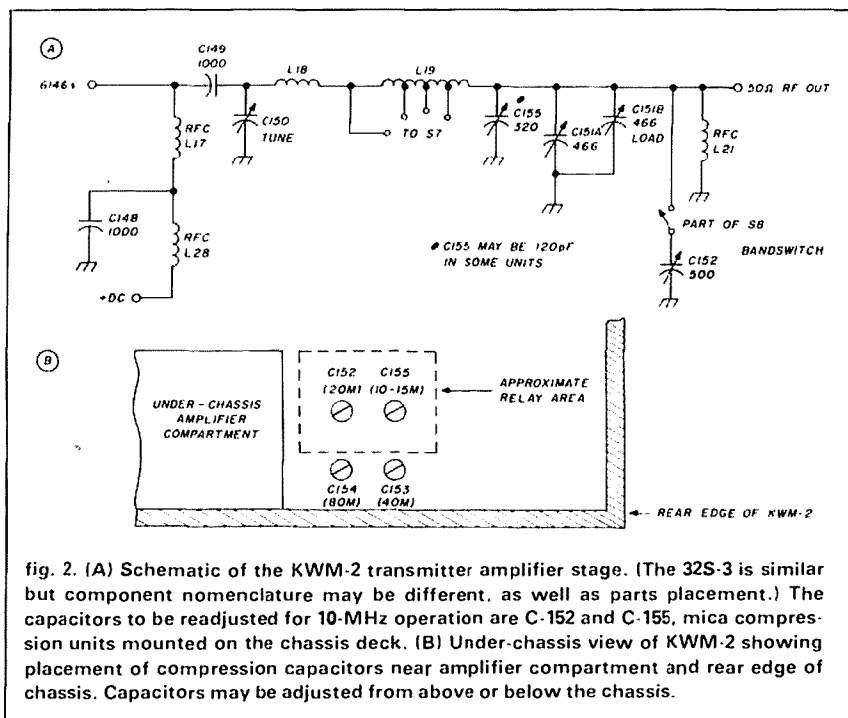 A
C149
1000
L18
L19
6146s
50Ω RF OUT
C150
TUNE
TO S7
C155
320
C151A
466
C151B
466
LOAD
RFC
L17
RFC
L21
C148
1000
RFC
L28
PART OF S8
BANDSWITCH
C155 MAY BE 120pF
IN SOME UNITS
C152
500
+DC
B
C152
(20M)
C155
(10-15M)
APPROXIMATE
RELAY AREA
UNDER-CHASSIS
AMPLIFIER
COMPARTMENT
C154
(80M)
C153
(40M)
REAR EDGE OF KWM-2
fig. 2. (A) Schematic of the KWM-2 transmitter amplifier stage. (The 32S-3 is similar
but component nomenclature may be different, as well as parts placement.) The
capacitors to be readjusted for 10-MHz operation are C-152 and C-155, mica compres-
sion units mounted on the chassis deck. (B) Under-chassis view of KWM-2 showing
placement of compression capacitors near amplifier compartment and rear edge of
chassis. Capacitors may be adjusted from above or below the chassis.